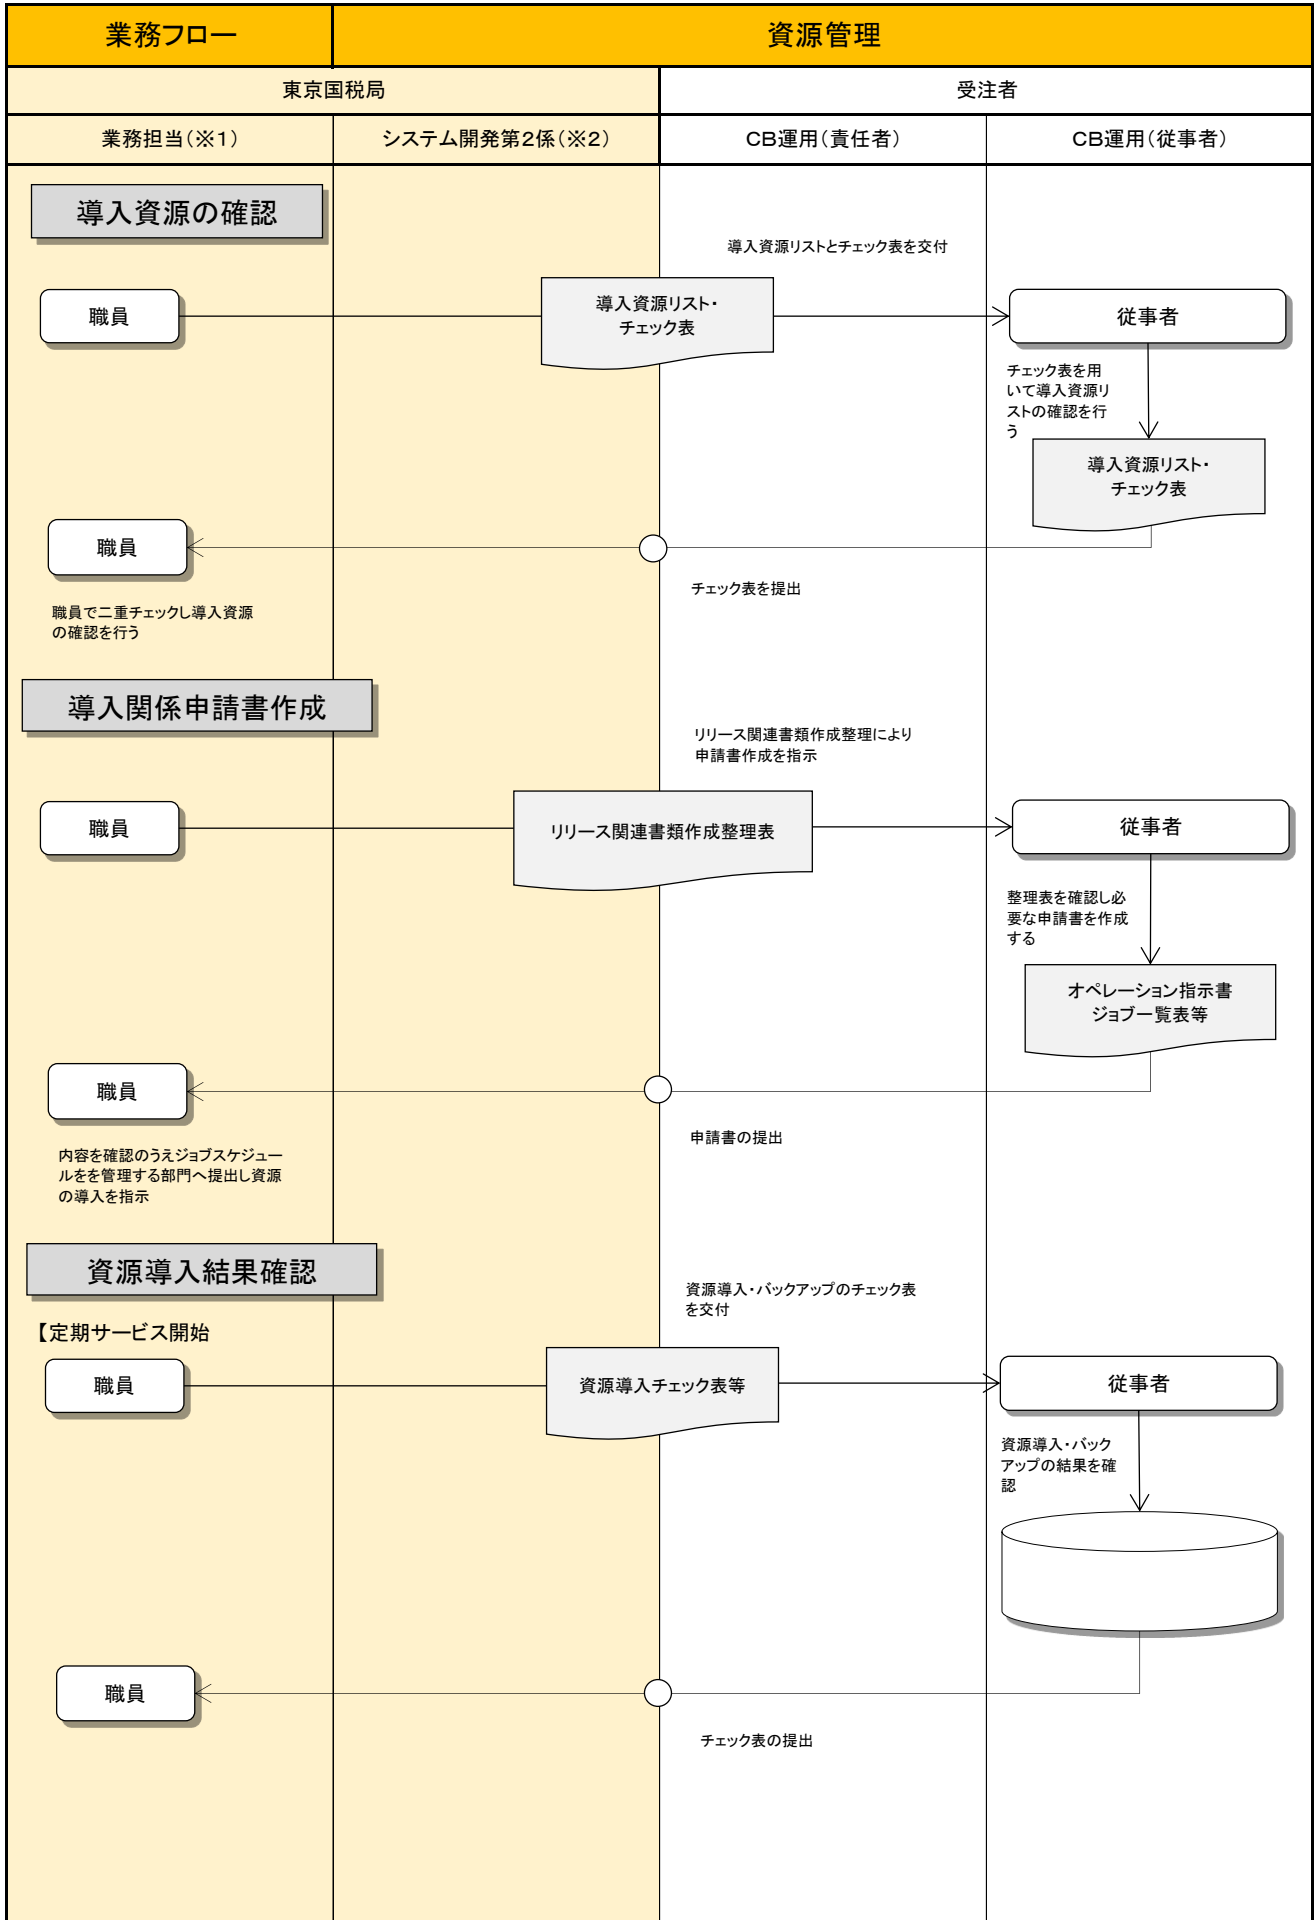 業務フロー
資源管理
東京国税局
受注者
業務担当（※１）
システム開発第２係（※２）
ＣＢ運用（責任者）
ＣＢ運用（従事者）
導入資源の確認
導入資源リストとチェック表を交付
職員
導入資源リスト・
チェック表
従事者
チェック表を用
いて導入資源リ
ストの確認を行
う
導入資源リスト・
チェック表
職員
チェック表を提出
職員で二重チェックし導入資源
の確認を行う
導入関係申請書作成
リリース関連書類作成整理により
申請書作成を指示
職員
リリース関連書類作成整理表
従事者
整理表を確認し必
要な申請書を作成
する
オペレーション指示書
ジョブ一覧表等
職員
申請書の提出
内容を確認のうえジョブスケジュー
ルをを管理する部門へ提出し資源
の導入を指示
資源導入結果確認
資源導入・バックアップのチェック表
を交付
【定期サービス開始
職員
資源導入チェック表等
従事者
資源導入・バック
アップの結果を確
認
職員
チェック表の提出